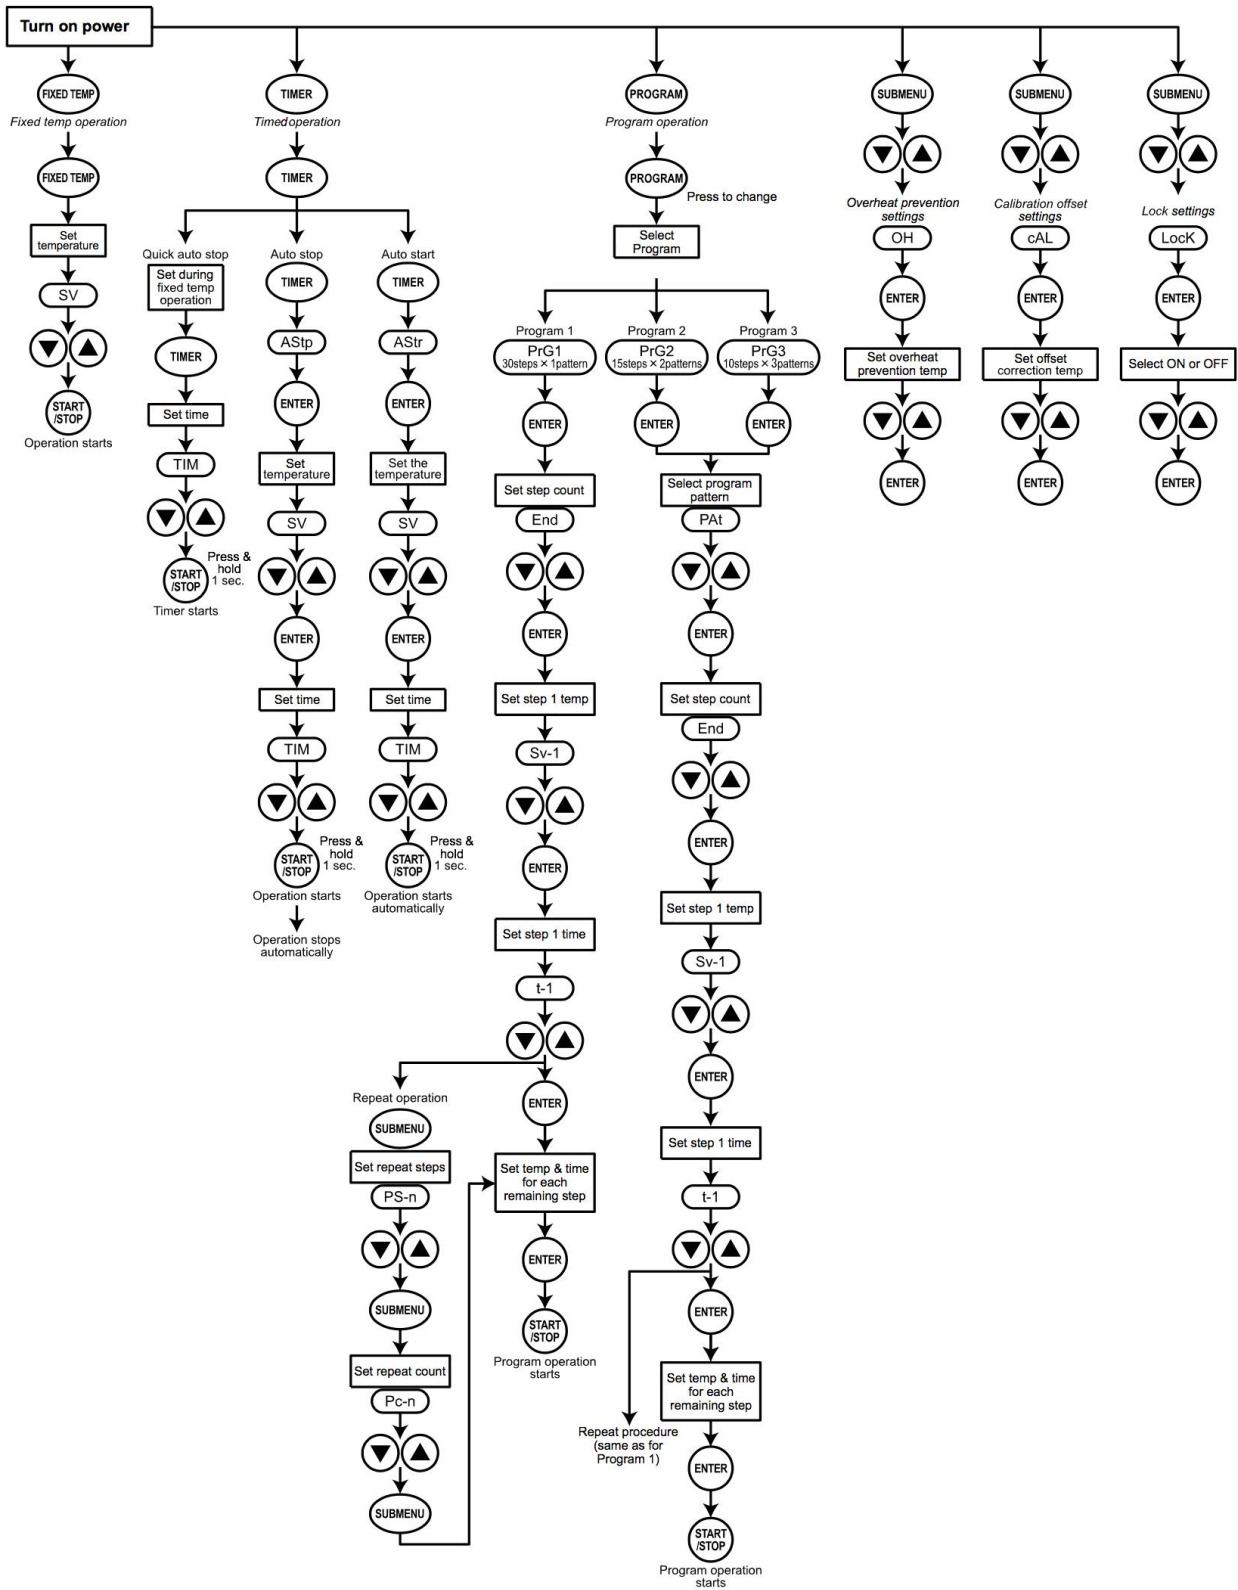 Turn on power
FIXED TEMP
Fixed temp operation
FIXED TEMP
Set
temperature
SV
START
/STOP
Operation starts
TIMER
Timed operation
TIMER
Quick auto stop
Set during
fixed temp
operation
TIMER
Set time
TIM
START
/STOP
Press &
hold
1 sec.
Timer starts
Auto stop
TIMER
AStp
ENTER
Set
temperature
SV
ENTER
Set time
TIM
START
/STOP
Press &
hold
1 sec.
Operation starts
Operation stops
automatically
Auto start
TIMER
AStr
ENTER
Set the
temperature
SV
ENTER
Set time
TIM
START
/STOP
Press &
hold
1 sec.
Operation starts
automatically
PROGRAM
Program operation
PROGRAM
Press to change
Select
Program
Program 1
PrG1
30steps × 1pattern
ENTER
Set step count
End
ENTER
Set step 1 temp
Sv-1
ENTER
Set step 1 time
t-1
ENTER
Set temp & time
for each
remaining step
ENTER
START
/STOP
Program operation
starts
Repeat operation
SUBMENU
Set repeat steps
PS-n
SUBMENU
Set repeat count
Pc-n
SUBMENU
Program 2
PrG2
15steps × 2patterns
ENTER
Program 3
PrG3
10steps × 3patterns
ENTER
Select program
pattern
PAt
ENTER
Set step count
End
ENTER
Set step 1 temp
Sv-1
ENTER
Set step 1 time
t-1
ENTER
Set temp & time
for each
remaining step
ENTER
START
/STOP
Program operation
starts
Repeat procedure
(same as for
Program 1)
SUBMENU
Overheat prevention
settings
OH
ENTER
Set overheat
prevention temp
ENTER
SUBMENU
Calibration offset
settings
cAL
ENTER
Set offset
correction temp
ENTER
SUBMENU
Lock settings
LocK
ENTER
Select ON or OFF
ENTER